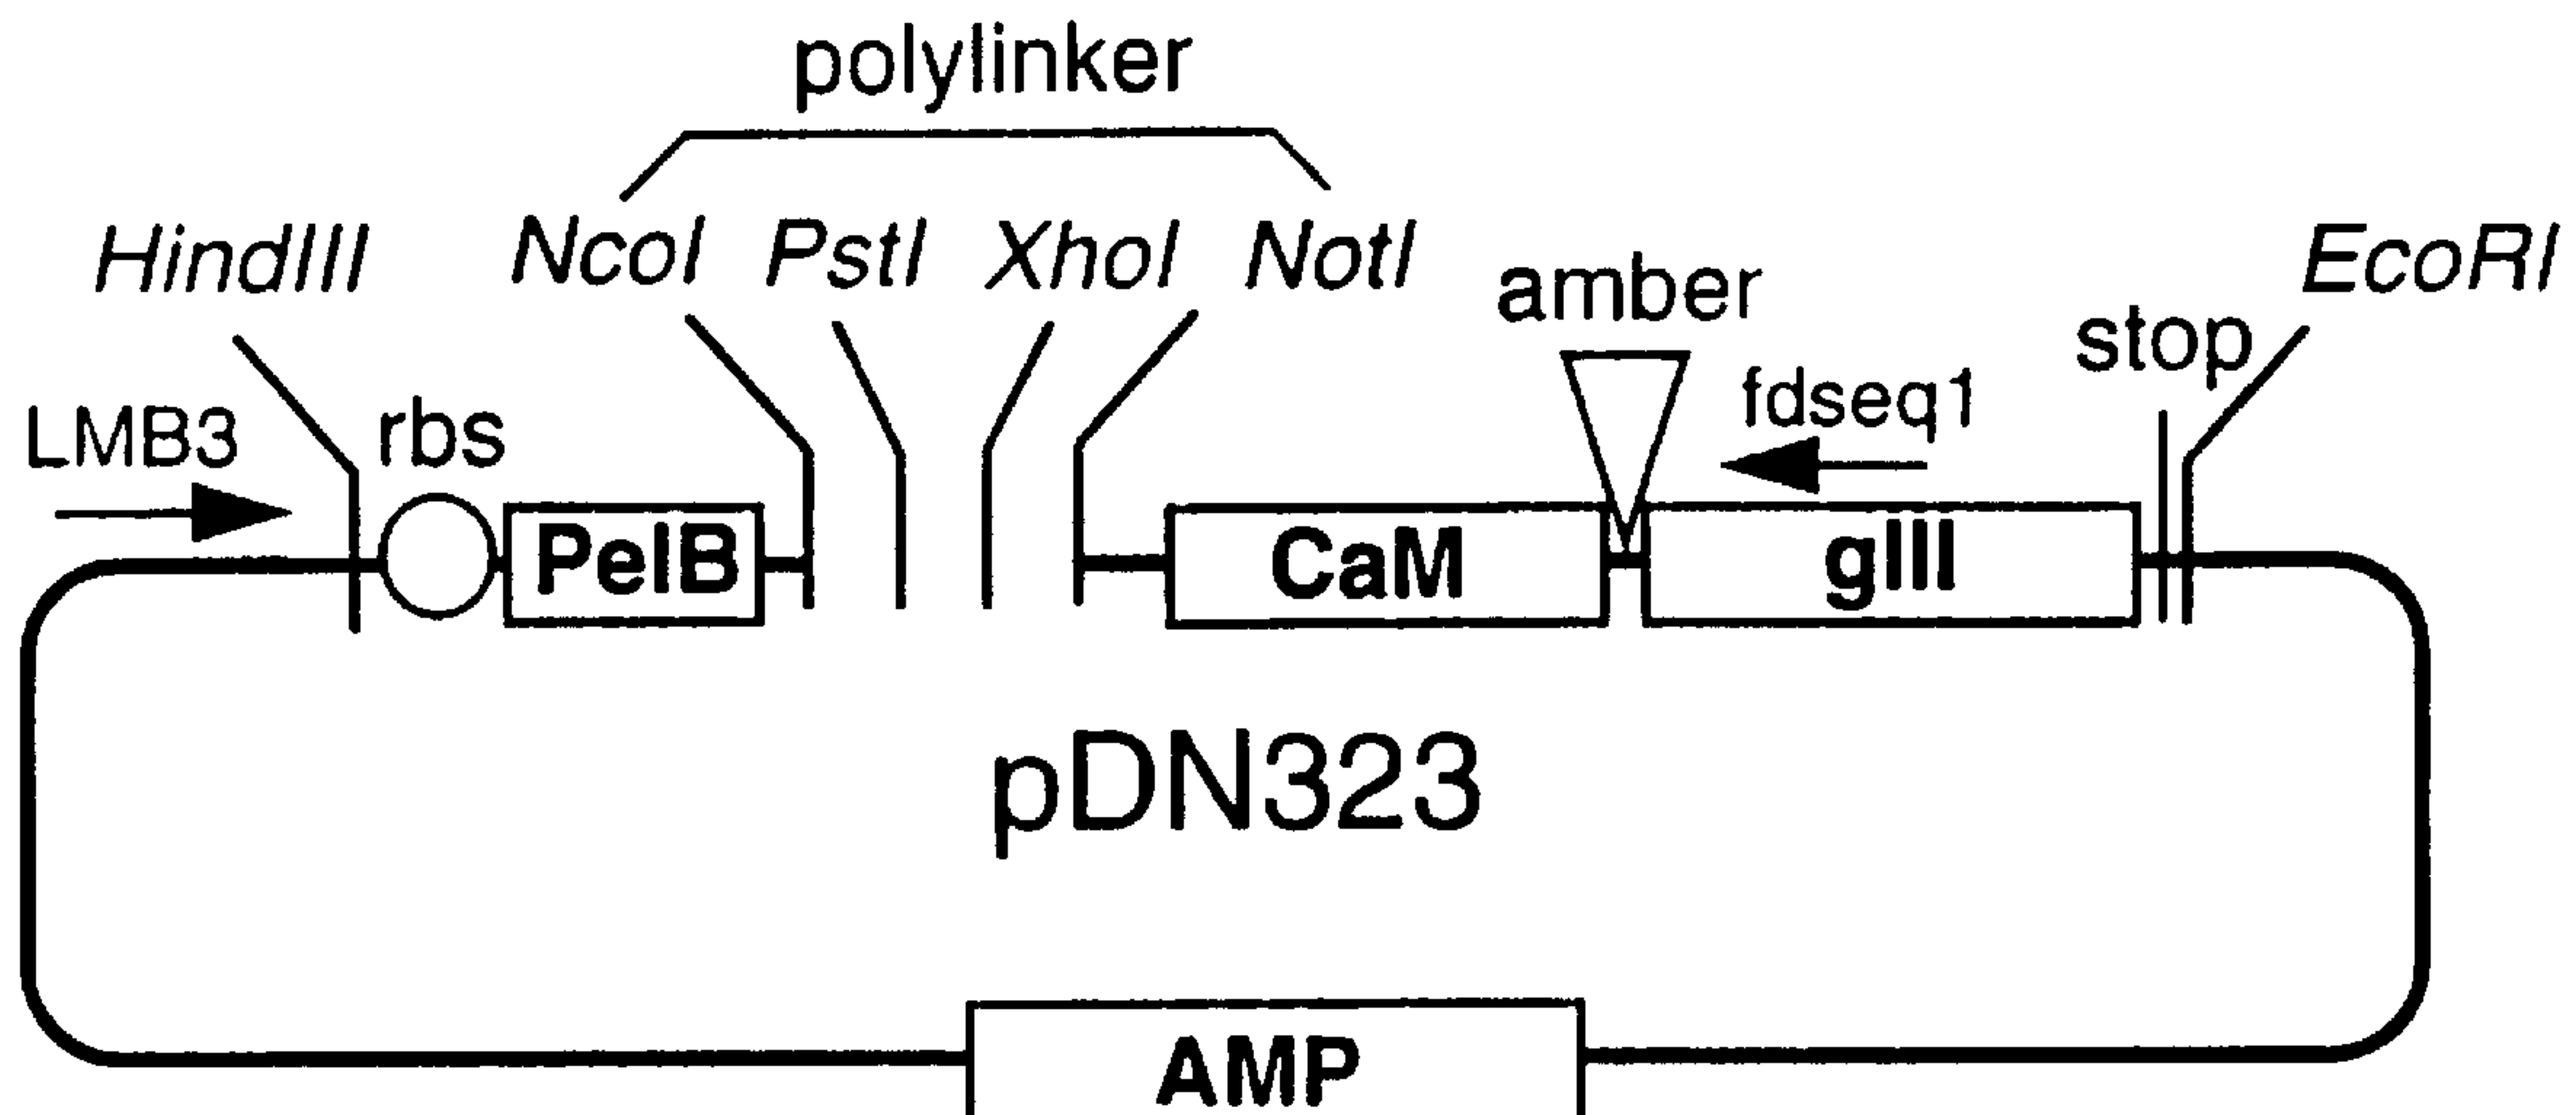 polylinker
HindIII NcoI PstI XhoI NotI EcoRI
amber stop
LMB3 rbs fdseq1
PelB CaM gIII
pDN323
AMP